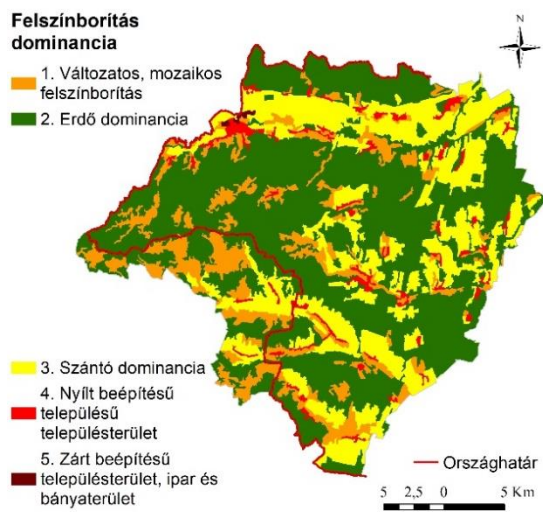 Felszínborítás
dominancia
N
1. Változatos, mozaikos
felszínborítás
2. Erdő dominancia
3. Szántó dominancia
4. Nyílt beépítésű
településű
településterület
5. Zárt beépítésű
településterület, ipar és
bányaterület
Országhatár
5 2,5 0 5 Km